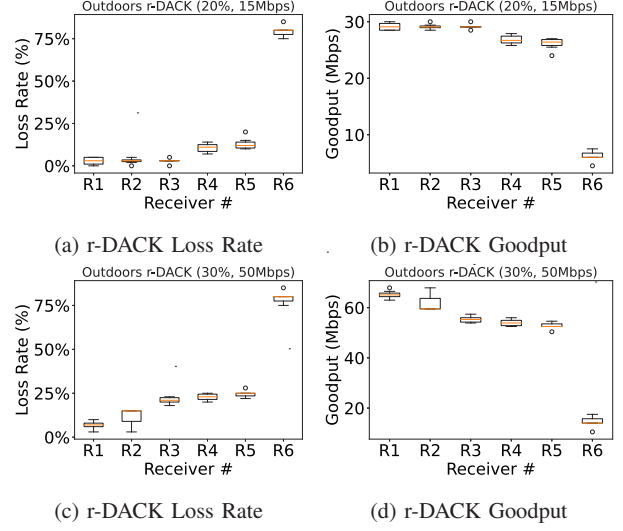 Outdoors r-DACK (20%, 15Mbps)
Loss Rate (%)
75%
25%
0%
R1 R2 R3 R4 R5 R6
Receiver #
(a) r-DACK Loss Rate
Outdoors r-DACK (20%, 15Mbps)
Goodput (Mbps)
30
20
10
R1 R2 R3 R4 R5 R6
Receiver #
(b) r-DACK Goodput
Outdoors r-DACK (30%, 50Mbps)
Loss Rate (%)
75%
50%
25%
0%
R1 R2 R3 R4 R5 R6
Receiver #
(c) r-DACK Loss Rate
Outdoors r-DACK (30%, 50Mbps)
Goodput (Mbps)
60
40
20
R1 R2 R3 R4 R5 R6
Receiver #
(d) r-DACK Goodput